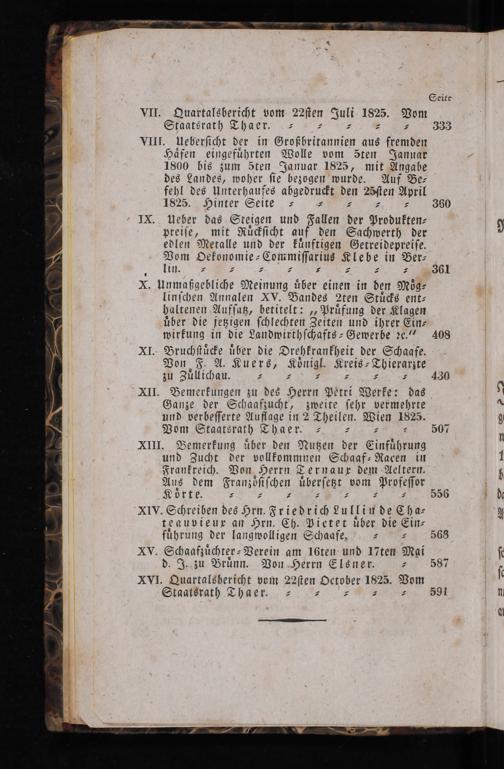 Seite
VII. Quartalsbericht vom 22ſten Juli 1825. Vom
Staatsrath Thaer. 333
VIII. Ueberſicht der in Großbritannien aus fremden
Häfen eingeführten Wolle vom 5ten Januar
1800 bis zum 5ten Januar 1825, mit Angabe
des Landes, woher ſie bezogen wurde. Auf Be⸗
fehl des Unterhauſes abgedruckt den 25ſten April
1825. Hinter Seite 360
IX. Ueber das Steigen und Fallen der Produkten⸗
preiſe, mit Rückſicht auf den Sachwerth der
edlen Metalle und der künftigen Getreidepreiſe.
Vom Oekonomie⸗Commiſſarius Klebe in Ber⸗
lin. 361
X. Unmaßgebliche Meinung über einen in den Mög⸗
linſchen Annalen XV. Bandes 2ten Stücks ent⸗
haltenen Aufſatz, betitelt: „Prüfung der Klagen
über die jetzigen ſchlechten Zeiten und ihrer Ein⸗
wirkung in die Landwirthſchafts⸗Gewerbe ꝛc.“ 408
XI. Bruchſtücke über die Drehkrankheit der Schaafe.
Von F. A. Kuers, Königl. Kreis⸗Thierarzte
zu Züllichau. 430
XII. Bemerkungen zu des Herrn Petri Werke: das
Ganze der Schaafzucht, zweite ſehr vermehrte
und verbeſſerte Auflage in 2 Theilen. Wien 1825.
Vom Staatsrath Thaer. 507
XIII. Bemerkung über den Nutzen der Einführung
und Zucht der vollkommnen Schaaf⸗Racen in
Frankreich. Von Herrn Ternaux dem Aeltern.
Aus dem Franzöſiſchen überſetzt vom Profeſſor
Körte. 556
XIV. Schreiben des Hrn. Friedrich Lullin de Cha⸗
teauvieux an Hrn. Ch. Pictet über die Ein⸗
führung der langwolligen Schaafe, 568
XV. Schaafzüchter⸗Verein am 16ten und 17ten Mai
d. J. zu Brünn. Von Herrn Elsner. 587
XVI. Quartalsbericht vom 22ſten October 1825. Vom
Staatsrath Thaer. 591